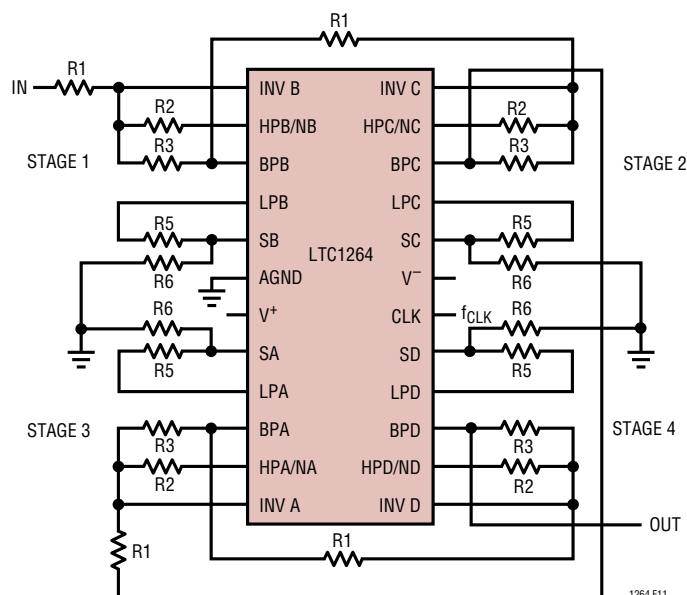 R1
IN
R1
INV B
INV C
R2
HPB/NB
HPC/NC
R2
R3
BPB
BPC
R3
STAGE 1
STAGE 2
LPB
LPC
R5
SB
SC
R5
R6
AGND
LTC1264
V–
R6
R6
V+
CLK
fCLK
R6
R5
SA
SD
R5
LPA
LPD
STAGE 3
STAGE 4
R3
BPA
BPD
R3
R2
HPA/NA
HPD/ND
R2
INV A
INV D
R1
R1
OUT
1264 F11